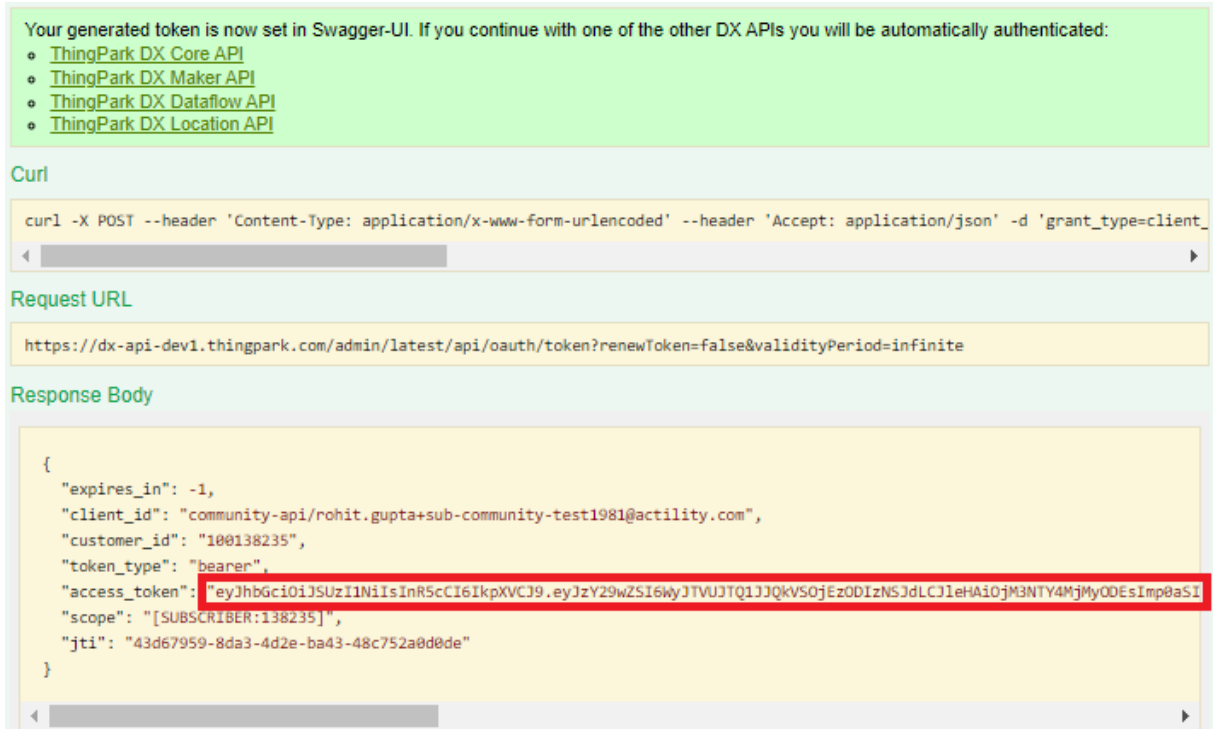 Your generated token is now set in Swagger-UI. If you continue with one of the other DX APIs you will be automatically authenticated:
ThingPark DX Core API
ThingPark DX Maker API
ThingPark DX Dataflow API
ThingPark DX Location API
Curl
curl -X POST --header 'Content-Type: application/x-www-form-urlencoded' --header 'Accept: application/json' -d 'grant_type=client_
Request URL
https://dx-api-dev1.thingpark.com/admin/latest/api/oauth/token?renewToken=false&validityPeriod=infinite
Response Body
{
"expires_in": -1,
"client_id": "community-api/rohit.gupta+sub-community-test1981@actility.com",
"customer_id": "100138235",
"token_type": "bearer",
"access_token": "eyJhbGciOiJSUzI1NiIsInR5cCI6IkpXVCJ9.eyJzY29wZSI6WyJTVUJTQ1JJQkVSOjEzODIzNSJdLCJleHAiOjM3NTY4MjMyODEsImp0aSI
"scope": "[SUBSCRIBER:138235]",
"jti": "43d67959-8da3-4d2e-ba43-48c752a0d0de"
}